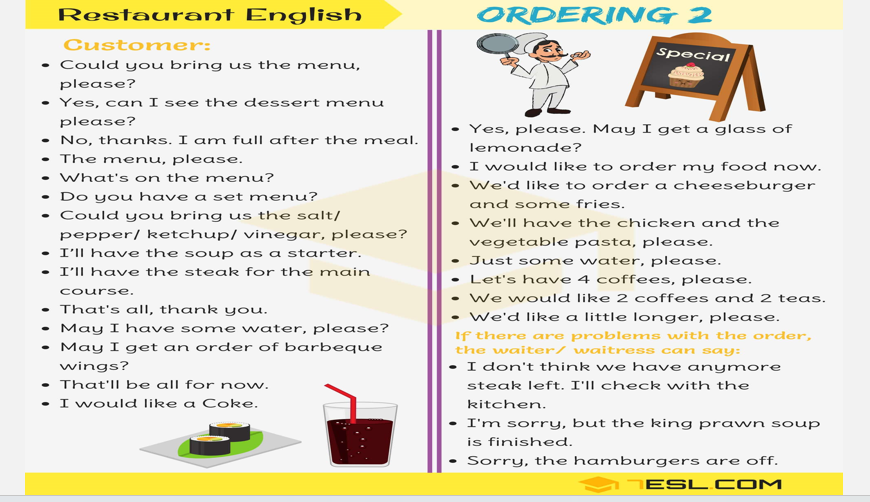 Restaurant English
ORDERING 2
Customer:
• Could you bring us the menu,
please?
• Yes, can I see the dessert menu
please?
• No, thanks. I am full after the meal.
• The menu, please.
• What's on the menu?
• Do you have a set menu?
• Could you bring us the salt/
pepper/ ketchup/ vinegar, please?
• I'll have the soup as a starter.
• I'll have the steak for the main
course.
• That's all, thank you.
• May I have some water, please?
• May I get an order of barbeque
wings?
• That'll be all for now.
• I would like a Coke.
Special
• Yes, please. May I get a glass of
lemonade?
• I would like to order my food now.
• We'd like to order a cheeseburger
and some fries.
• We'll have the chicken and the
vegetable pasta, please.
• Just some water, please.
• Let's have 4 coffees, please.
• We would like 2 coffees and 2 teas.
• We'd like a little longer, please.
If there are problems with the order,
the waiter/ waitress can say:
• I don't think we have anymore
steak left. I'll check with the
kitchen.
• I'm sorry, but the king prawn soup
is finished.
• Sorry, the hamburgers are off.
7ESL.COM